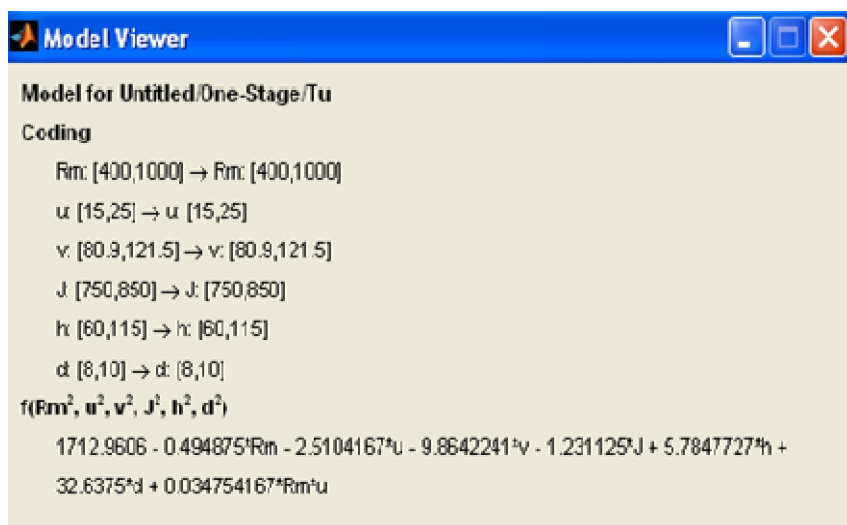 Model Viewer
Model for Untitled/One-Stage/Tu
Coding
Rm: [400,1000] → Rm: [400,1000]
u: [15,25] → u: [15,25]
v: [80.9,121.5] → v: [80.9,121.5]
J: [750,850] → J: [750,850]
h: [60,115] → h: [60,115]
d: [8,10] → d: [8,10]
f(Rm², u², v², J², h², d²)
1712.9606 - 0.494875*Rm - 2.5104167*u - 9.8642241*v - 1.231125*J + 5.7847727*h +
32.6375*d + 0.034754167*Rm*u